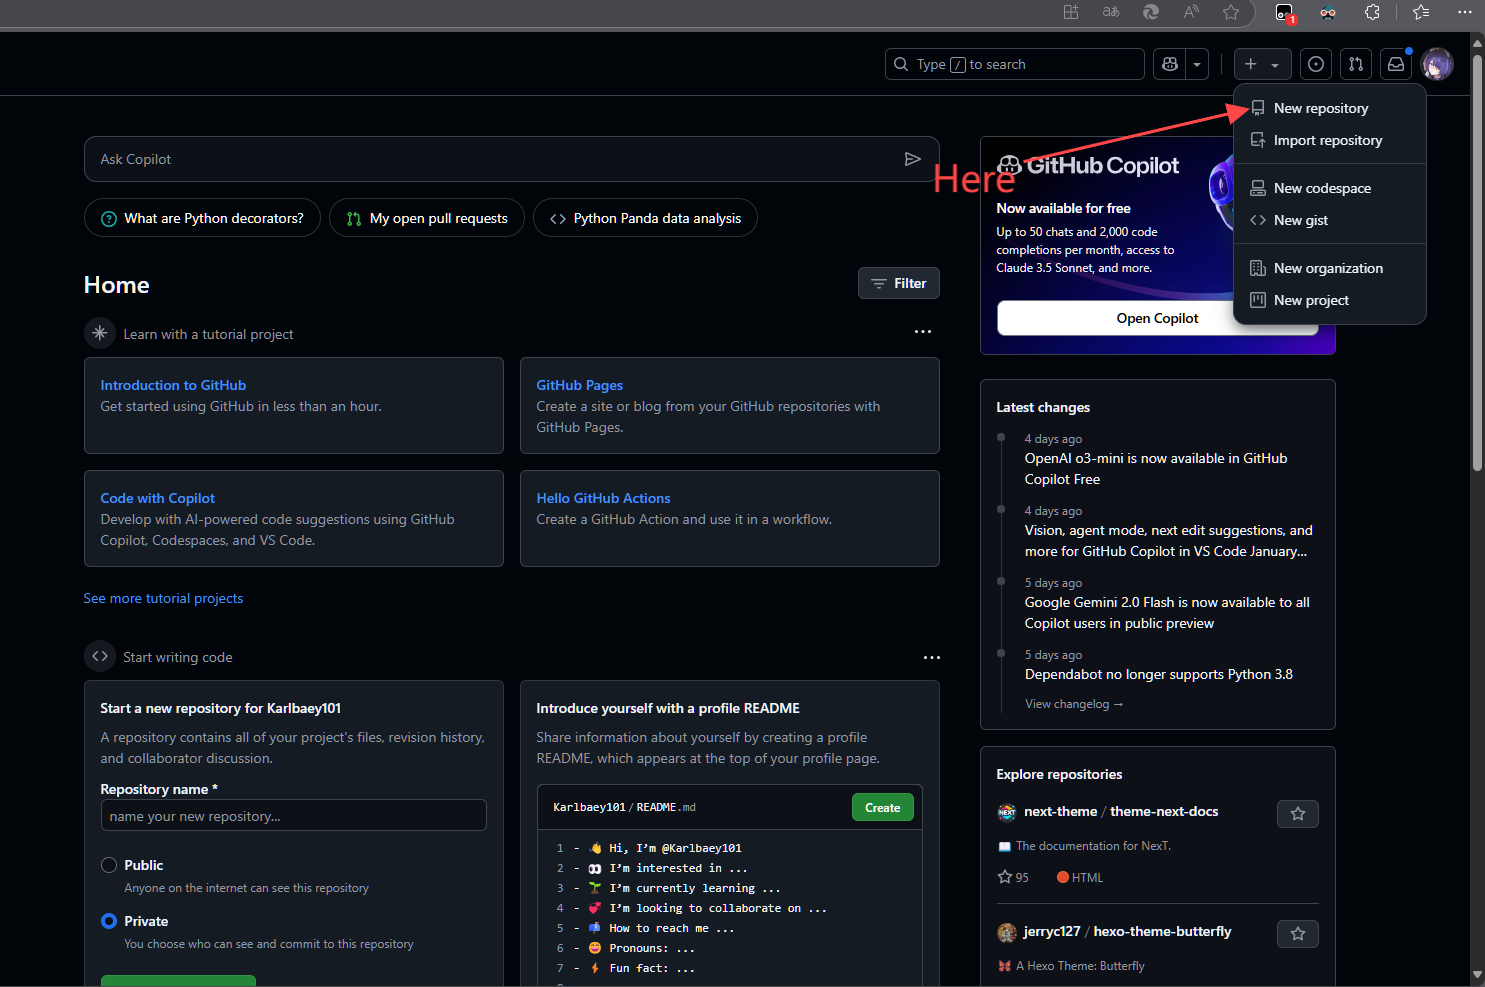 1
Type / to search
New repository
Import repository
New codespace
New gist
New organization
New project
Here
Ask Copilot
What are Python decorators?
My open pull requests
Python Panda data analysis
GitHub Copilot
Now available for free
Up to 50 chats and 2,000 code
completions per month, access to
Claude 3.5 Sonnet, and more.
Open Copilot
Home
Filter
Learn with a tutorial project
Introduction to GitHub
Get started using GitHub in less than an hour.
GitHub Pages
Create a site or blog from your GitHub repositories with
GitHub Pages.
Code with Copilot
Develop with AI-powered code suggestions using GitHub
Copilot, Codespaces, and VS Code.
Hello GitHub Actions
Create a GitHub Action and use it in a workflow.
See more tutorial projects
Start writing code
Start a new repository for Karlbaey101
A repository contains all of your project's files, revision history,
and collaborator discussion.
Repository name *
name your new repository...
Public
Anyone on the internet can see this repository
Private
You choose who can see and commit to this repository
Introduce yourself with a profile README
Share information about yourself by creating a profile
README, which appears at the top of your profile page.
Karlbaey101 / README.md
Create
1 - 👋 Hi, I'm @Karlbaey101
2 - 👀 I'm interested in ...
3 - 🌱 I'm currently learning ...
4 - 💞️ I'm looking to collaborate on ...
5 - 📫 How to reach me ...
6 - 😄 Pronouns: ...
7 - ⚡ Fun fact: ...
Latest changes
4 days ago
OpenAI o3-mini is now available in GitHub
Copilot Free
4 days ago
Vision, agent mode, next edit suggestions, and
more for GitHub Copilot in VS Code January...
5 days ago
Google Gemini 2.0 Flash is now available to all
Copilot users in public preview
5 days ago
Dependabot no longer supports Python 3.8
View changelog →
Explore repositories
next-theme / theme-next-docs
📖 The documentation for NexT.
95
HTML
jerryc127 / hexo-theme-butterfly
🦋 A Hexo Theme: Butterfly